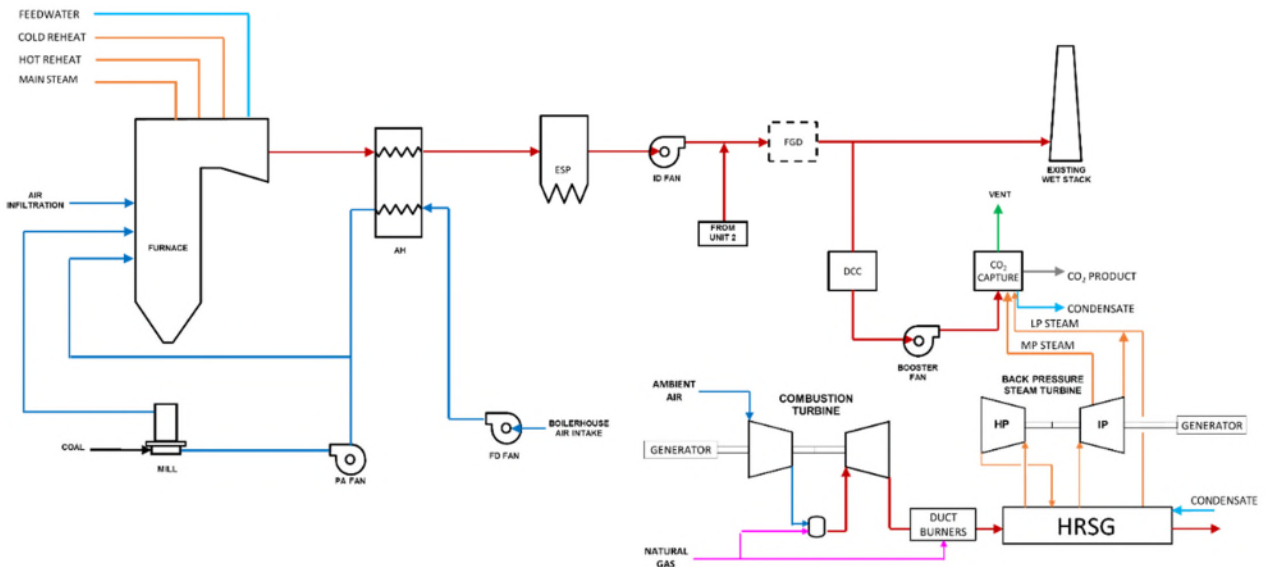 FEEDWATER
COLD REHEAT
HOT REHEAT
MAIN STEAM
AIR
INFILTRATION
FURNACE
AH
ESP
ID FAN
FROM
UNIT 2
FGD
EXISTING
WET STACK
VENT
DCC
CO₂
CAPTURE
CO₂ PRODUCT
CONDENSATE
LP STEAM
MP STEAM
BOOSTER
FAN
COAL
MILL
PA FAN
FD FAN
BOILERHOUSE
AIR INTAKE
AMBIENT
AIR
COMBUSTION
TURBINE
GENERATOR
BACK PRESSURE
STEAM TURBINE
HP
IP
GENERATOR
DUCT
BURNERS
HRSG
CONDENSATE
NATURAL
GAS